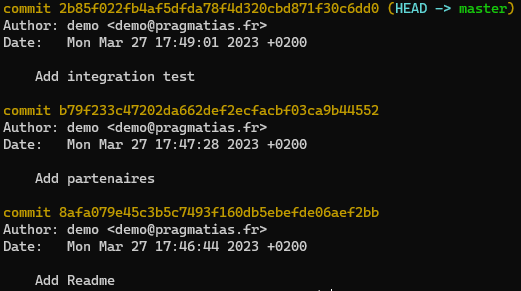 commit 2b85f022fb4af5dfda78f4d320cbd871f30c6dd0 (HEAD -> master)
Author: demo <demo@pragmatias.fr>
Date:   Mon Mar 27 17:49:01 2023 +0200
    Add integration test
commit b79f233c47202da662def2ecfacbf03ca9b44552
Author: demo <demo@pragmatias.fr>
Date:   Mon Mar 27 17:47:28 2023 +0200
    Add partenaires
commit 8afa079e45c3b5c7493f160db5ebefde06aef2bb
Author: demo <demo@pragmatias.fr>
Date:   Mon Mar 27 17:46:44 2023 +0200
    Add Readme